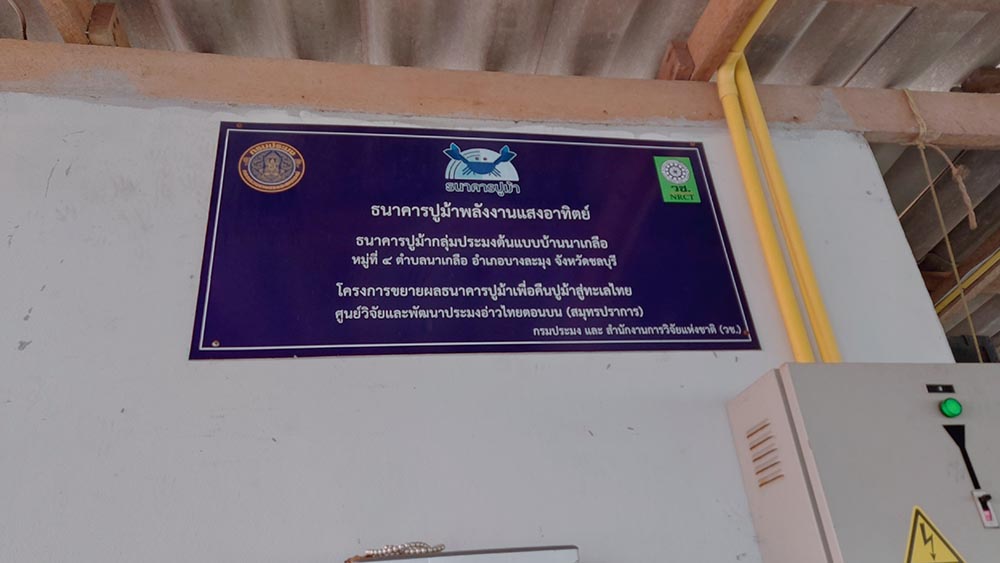 กรมประมง
ธนาคารปูม้า
วช.
NRCT
ธนาคารปูม้าพลังงานแสงอาทิตย์
ธนาคารปูม้ากลุ่มประมงต้นแบบบ้านนาเกลือ
หมู่ที่ ๔ ตำบลนาเกลือ อำเภอบางละมุง จังหวัดชลบุรี
โครงการขยายผลธนาคารปูม้าเพื่อคืนปูม้าสู่ทะเลไทย
ศูนย์วิจัยและพัฒนาประมงอ่าวไทยตอนบน (สมุทรปราการ)
กรมประมง และ สำนักงานการวิจัยแห่งชาติ (วช.)